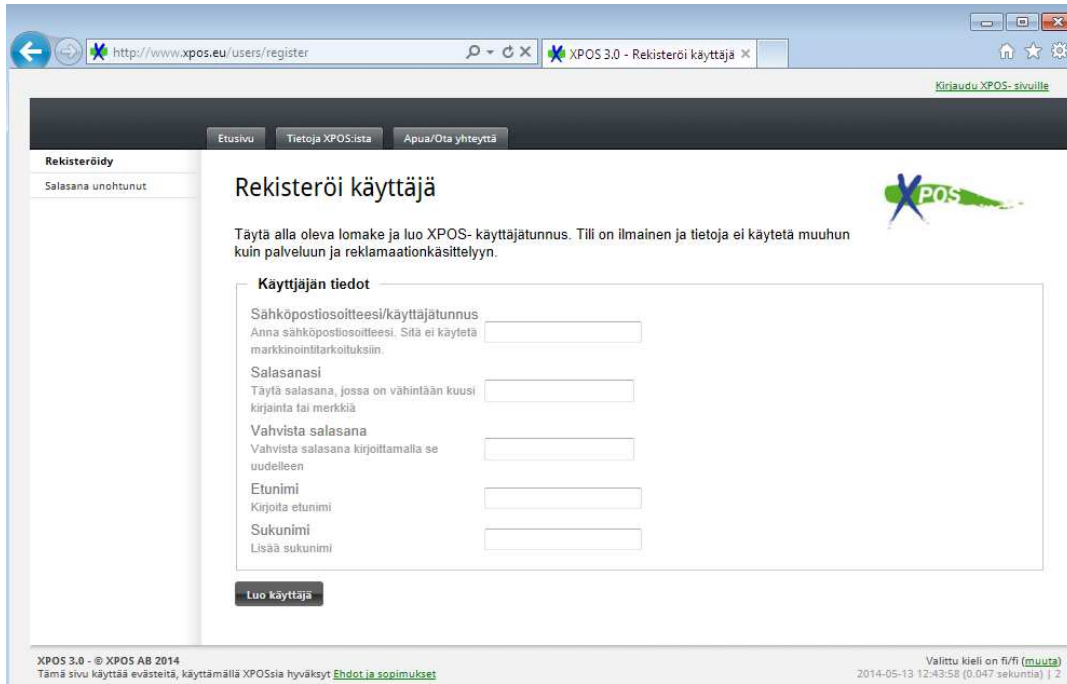 http://www.xpos.eu/users/register
XPOS 3.0 - Rekisteröi käyttäjä
Kirjaudu XPOS- sivuille
Etusivu Tietoja XPOS:ista Apua/Ota yhteyttä
Rekisteröidy
Salasana unohtunut
Rekisteröi käyttäjä
XPOS
Täytä alla oleva lomake ja luo XPOS- käyttäjätunnus. Tili on ilmainen ja tietoja ei käytetä muuhun
kuin palveluun ja reklamaationkäsittelyyn.
Käyttjäjän tiedot
Sähköpostiosoitteesi/käyttäjätunnus
Anna sähköpostiosoitteesi. Sitä ei käytetä
markkinointitarkoituksiin.
Salasanasi
Täytä salasana, jossa on vähintään kuusi
kirjainta tai merkkiä
Vahvista salasana
Vahvista salasana kirjoittamalla se
uudelleen
Etunimi
Kirjoita etunimi
Sukunimi
Lisää sukunimi
Luo käyttäjä
XPOS 3.0 - © XPOS AB 2014
Tämä sivu käyttää evästeitä, käyttämällä XPOSsia hyväksyt Ehdot ja sopimukset
Valittu kieli on fi/fi (muuta)
2014-05-13 12:43:58 (0.047 sekuntia) | 2